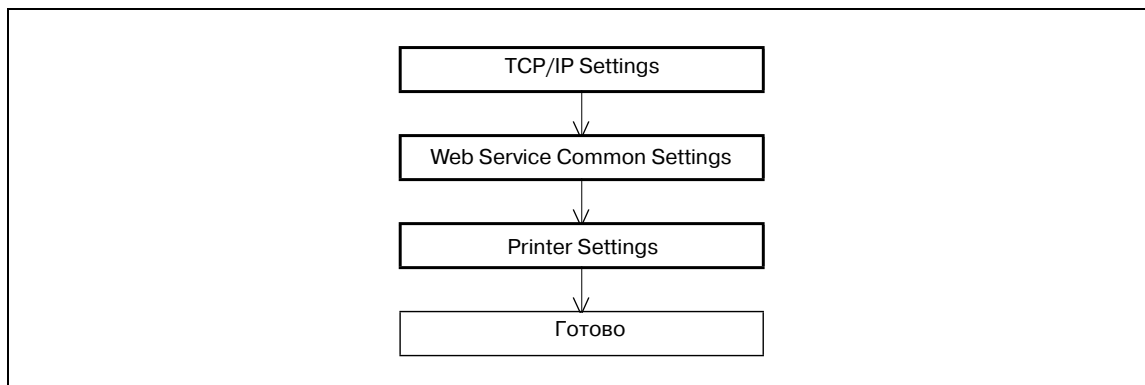 TCP/IP Settings
Web Service Common Settings
Printer Settings
Готово